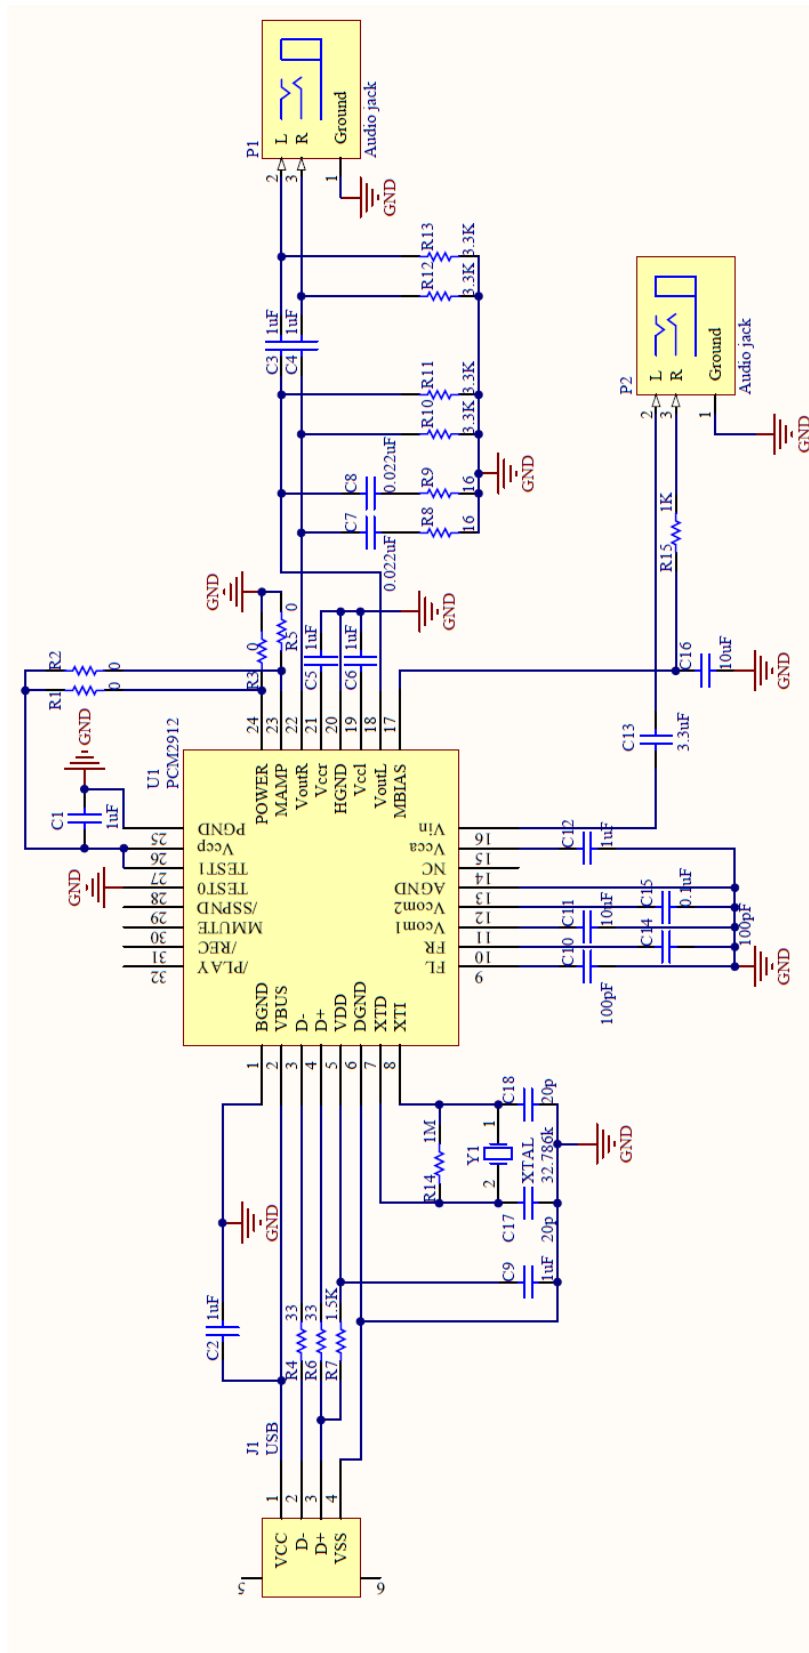 P1
L
R
Ground
Audio jack
2
3
1
GND
R13
3.3K
R12
3.3K
C3
1uF
C4
1uF
R11
3.3K
R10
3.3K
C8
0.022uF
R9
16
C7
0.022uF
R8
16
GND
P2
L
R
Ground
Audio jack
2
3
1
GND
R15
1K
C16
10uF
GND
C13
3.3uF
GND
R3
0
R5
0
C5
1uF
C6
1uF
GND
R2
0
R1
0
GND
C1
1uF
GND
U1
PCM2912
24
23
22
21
20
19
18
17
POWER
MAMP
VoutR
Vccr
HGND
Vccl
VoutL
MBIAS
25
26
27
28
29
30
31
32
PGND
Vccp
TEST1
TEST0
/SSPND
MMUTE
/REC
/PLAY
Vin
Vcca
NC
AGND
Vcom2
Vcom1
FR
FL
16
15
14
13
12
11
10
9
C12
1uF
C15
0.1uF
C11
10uF
C14
100pF
C10
100pF
GND
BGND
VBUS
D-
D+
VDD
DGND
XTD
XTI
1
2
3
4
5
6
7
8
R14
1M
Y1
1
2
XTAL
32.786k
C18
20p
C17
20p
GND
C9
1uF
GND
C2
1uF
R4
33
R6
33
R7
1.5K
J1
USB
1
2
3
4
VCC
D-
D+
VSS
5
6